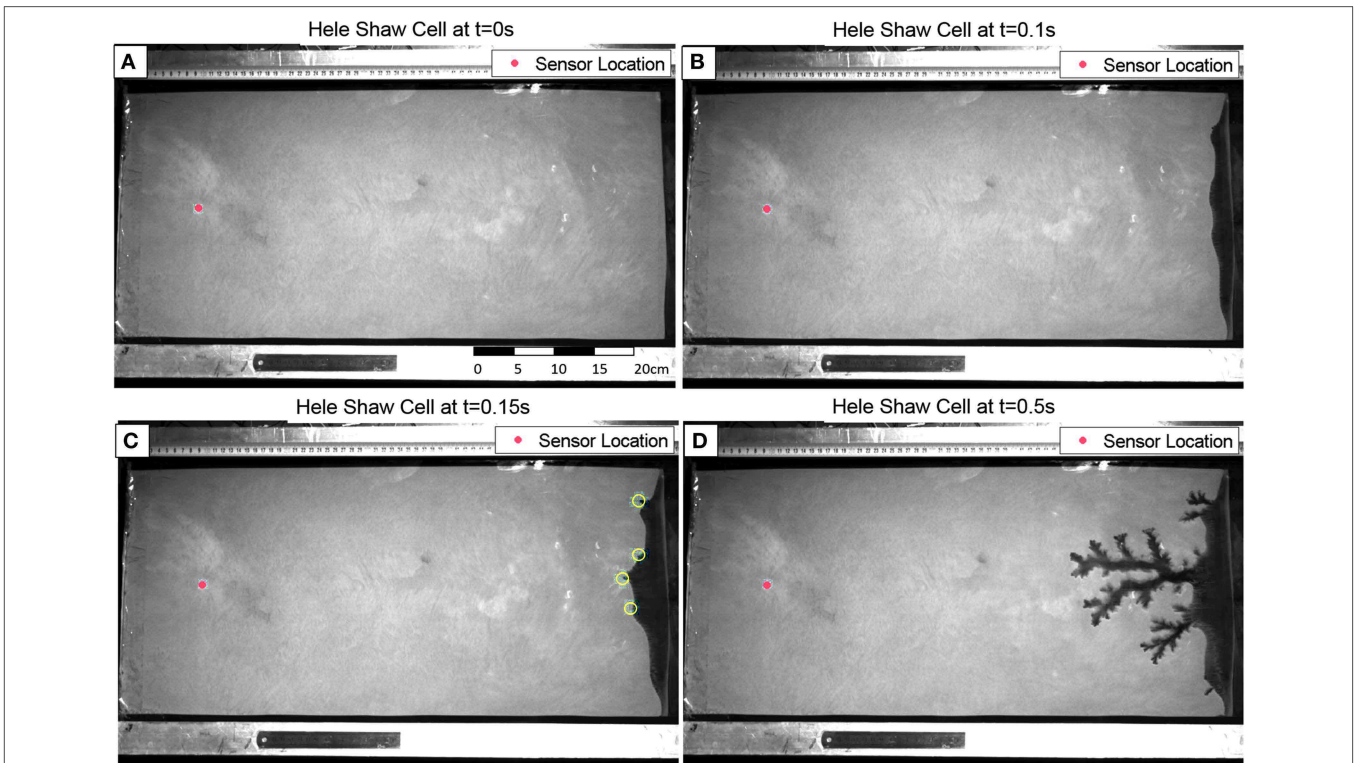 Hele Shaw Cell at t=0s
A
Sensor Location
0 5 10 15 20cm
Hele Shaw Cell at t=0.1s
B
Sensor Location
Hele Shaw Cell at t=0.15s
C
Sensor Location
Hele Shaw Cell at t=0.5s
D
Sensor Location